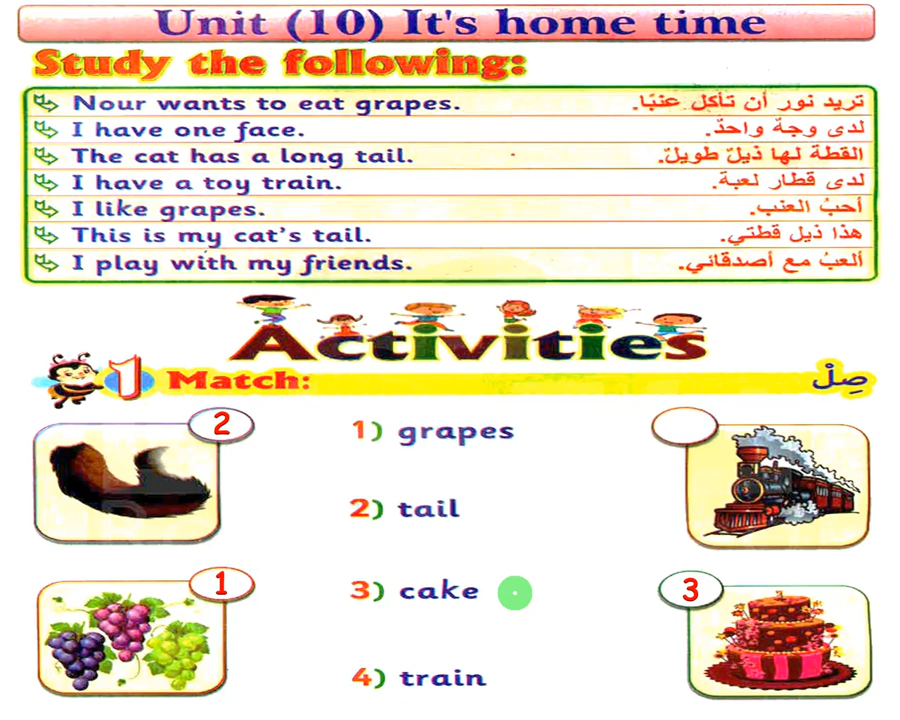 Unit (10) It's home time
Study the following:
Nour wants to eat grapes. تريد نور أن تأكل عنبًا.
I have one face. لدى وجهٌ واحدٌ.
The cat has a long tail. القطة لها ذيلٌ طويلٌ.
I have a toy train. لدى قطار لعبة.
I like grapes. أحبُ العنب.
This is my cat's tail. هذا ذيل قطتي.
I play with my friends. ألعبُ مع أصدقائي.
Activities
1 Match: صِلْ
2
1) grapes
2) tail
1
3) cake
3
4) train